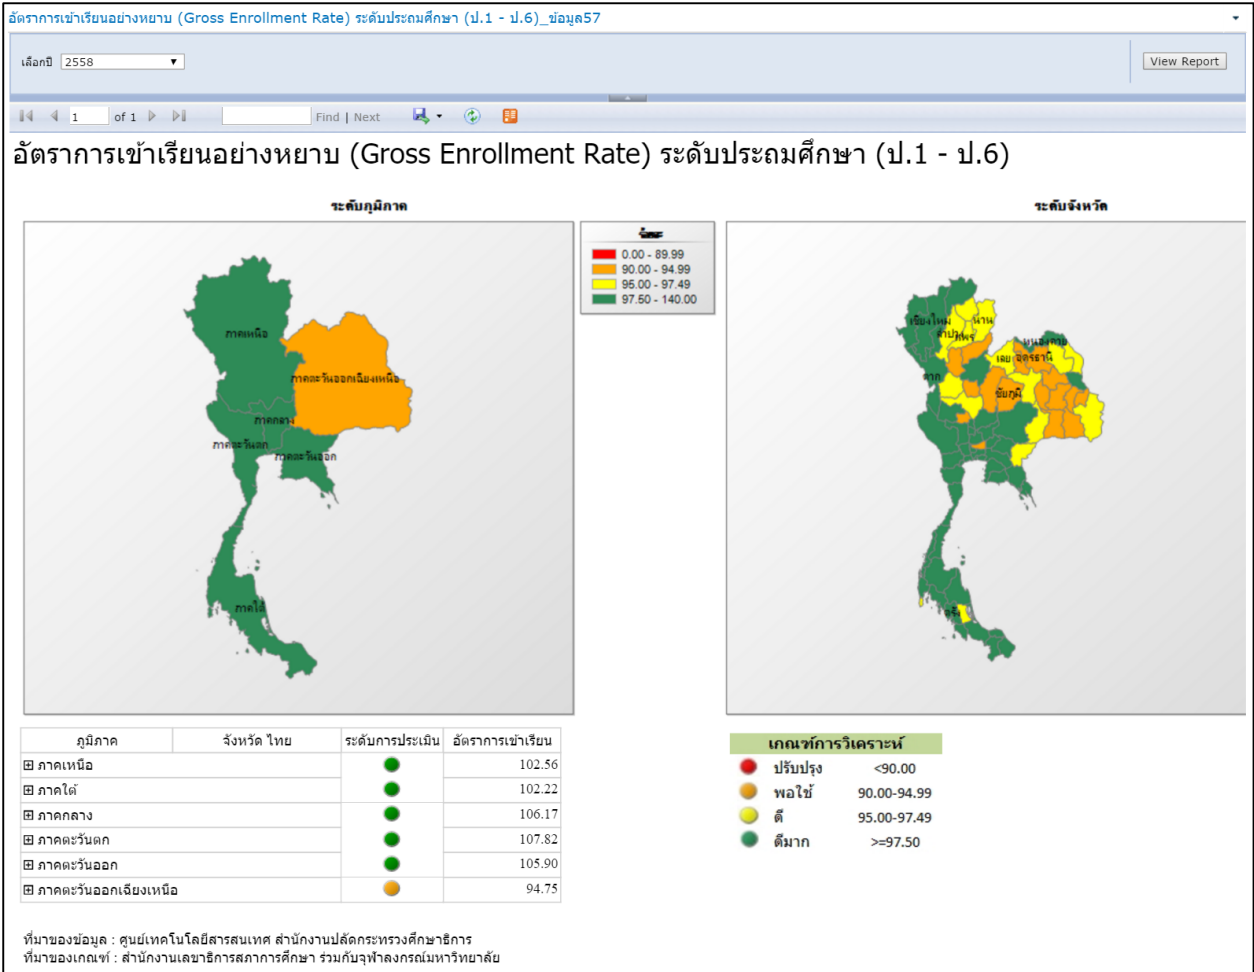 อัตราการเข้าเรียนอย่างหยาบ (Gross Enrollment Rate) ระดับประถมศึกษา (ป.1 - ป.6)_ข้อมูล57
เลือกปี 2558 View Report
1 of 1 Find | Next
อัตราการเข้าเรียนอย่างหยาบ (Gross Enrollment Rate) ระดับประถมศึกษา (ป.1 - ป.6)
ระดับภูมิภาค
ภาคเหนือ
ภาคตะวันออกเฉียงเหนือ
ภาคกลาง
ภาคตะวันตก
ภาคตะวันออก
ภาคใต้
0.00 - 89.99
90.00 - 94.99
95.00 - 97.49
97.50 - 140.00
ระดับจังหวัด
เชียงใหม่
น่าน
ลำปาง
แพร่
หนองคาย
เลย
อุดรธานี
ตาก
ชัยภูมิ
ตรัง
ภูมิภาค จังหวัด ไทย ระดับการประเมิน อัตราการเข้าเรียน
ภาคเหนือ 102.56
ภาคใต้ 102.22
ภาคกลาง 106.17
ภาคตะวันตก 107.82
ภาคตะวันออก 105.90
ภาคตะวันออกเฉียงเหนือ 94.75
เกณฑ์การวิเคราะห์
ปรับปรุง <90.00
พอใช้ 90.00-94.99
ดี 95.00-97.49
ดีมาก >=97.50
ที่มาของข้อมูล : ศูนย์เทคโนโลยีสารสนเทศ สำนักงานปลัดกระทรวงศึกษาธิการ
ที่มาของเกณฑ์ : สำนักงานเลขาธิการสภาการศึกษา ร่วมกับจุฬาลงกรณ์มหาวิทยาลัย